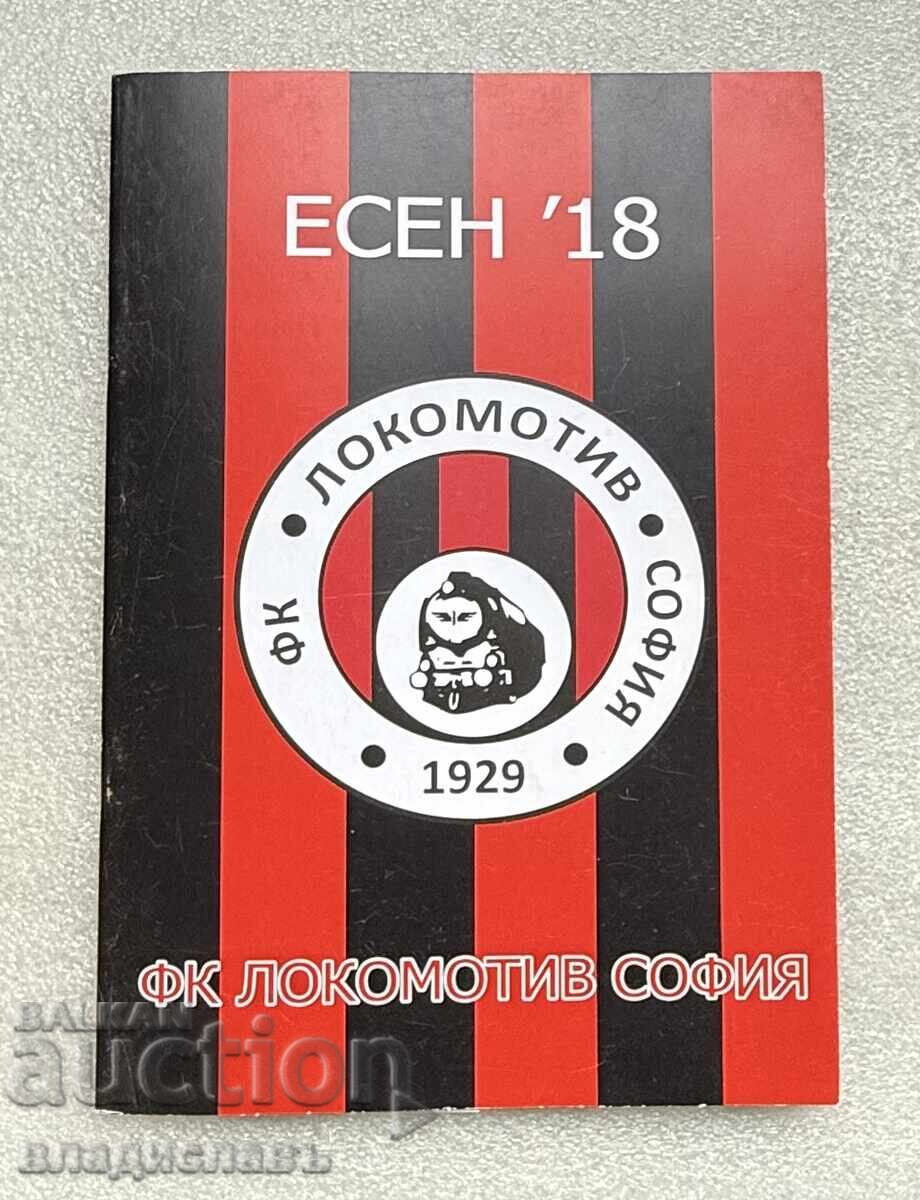 ЕСЕН '18
ФК • ЛОКОМОТИВ • СОФИЯ
• 1929 •
ФК ЛОКОМОТИВ СОФИЯ
BALKAN
auction
владиславъ